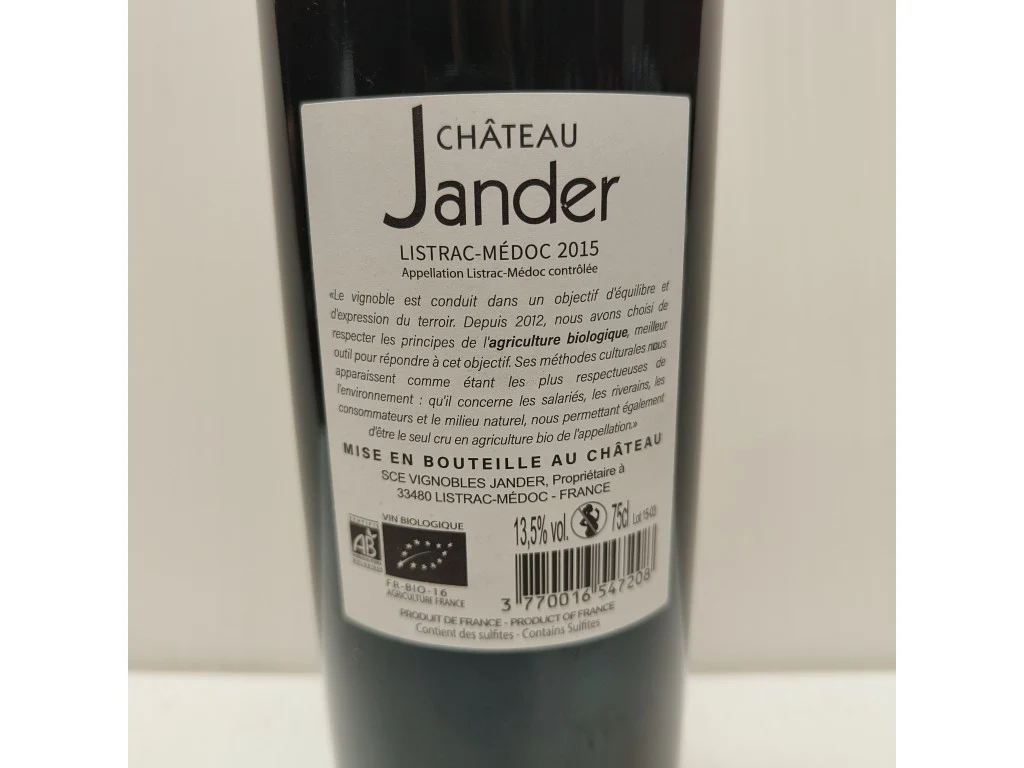 CHÂTEAU
Jander
LISTRAC-MÉDOC 2015
Appellation Listrac-Médoc contrôlée
«Le vignoble est conduit dans un objectif d'équilibre et
d'expression du terroir. Depuis 2012, nous avons choisi de
respecter les principes de l'agriculture biologique, meilleur
outil pour répondre à cet objectif. Ses méthodes culturales nous
apparaissent comme étant les plus respectueuses de
l'environnement : qu'il concerne les salariés, les riverains, les
consommateurs et le milieu naturel, nous permettant également
d'être le seul cru en agriculture bio de l'appellation.»
MISE EN BOUTEILLE AU CHÂTEAU
SCE VIGNOBLES JANDER, Propriétaire à
33480 LISTRAC-MÉDOC - FRANCE
VIN BIOLOGIQUE
AB
FR-BIO-16
AGRICULTURE FRANCE
13,5% vol. 75cl Lot 15-03
3 770016 547208
PRODUIT DE FRANCE - PRODUCT OF FRANCE
Contient des sulfites - Contains Sulfites